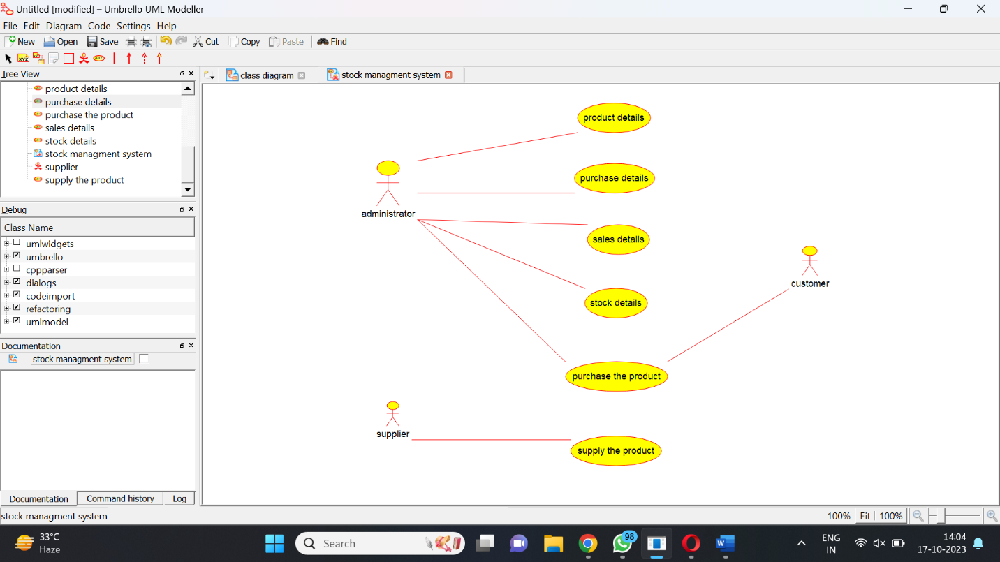 Untitled [modified] – Umbrello UML Modeller
File Edit Diagram Code Settings Help
New Open Save Cut Copy Paste Find
XYZ ABC
Tree View
class diagram
stock managment system
product details
purchase details
purchase the product
sales details
stock details
stock managment system
supplier
supply the product
Debug
Class Name
umlwidgets
umbrello
cppparser
dialogs
codeimport
refactoring
umlmodel
Documentation
stock managment system
Documentation Command history Log
product details
purchase details
administrator
sales details
customer
stock details
purchase the product
supplier
supply the product
stock managment system
100% Fit 100%
33°C
Haze
Search
98
ENG
IN
14:04
17-10-2023